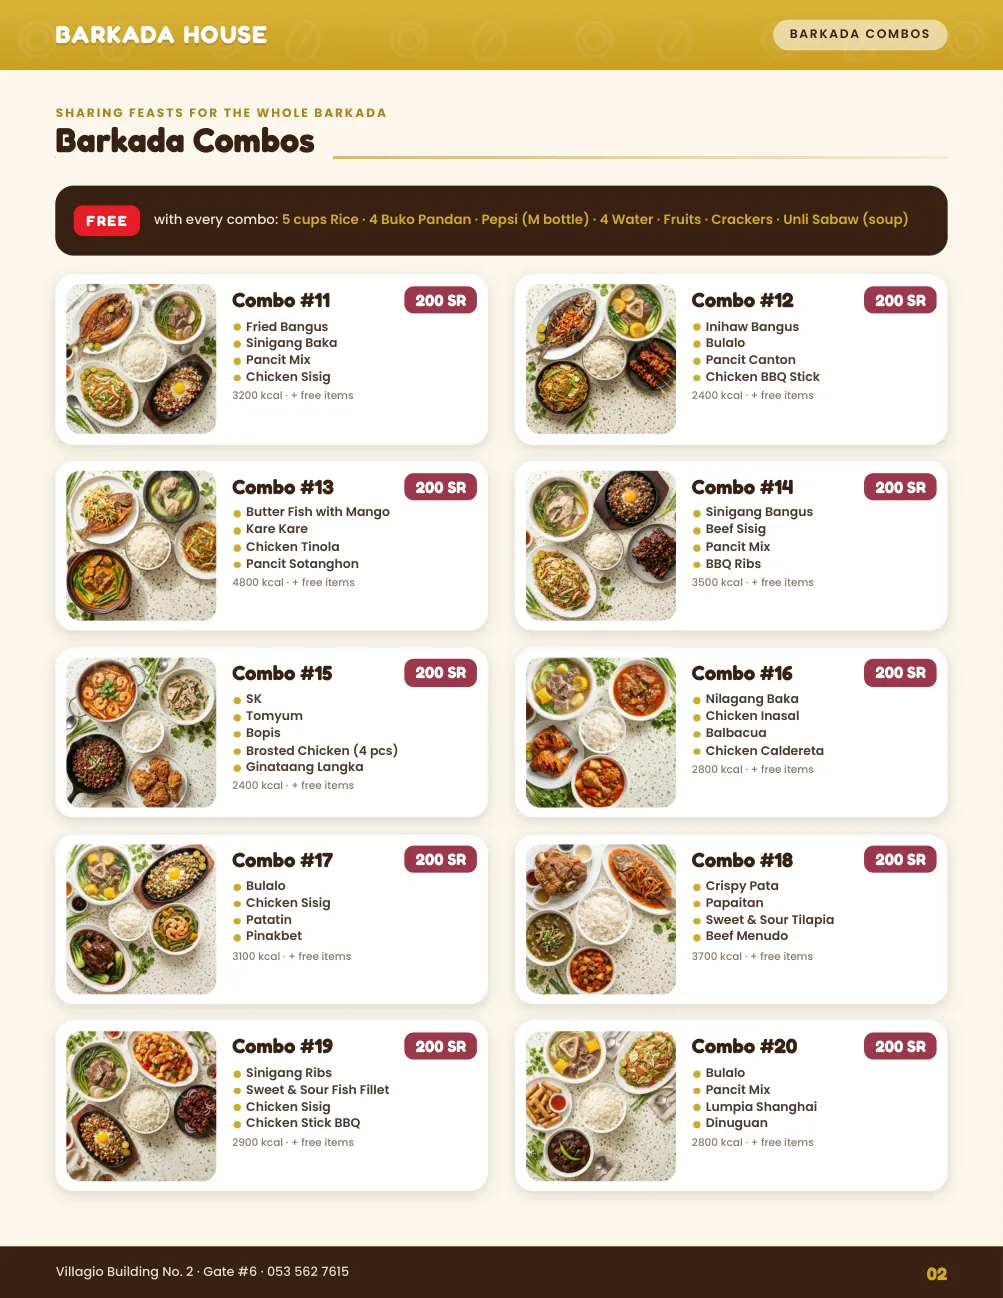 BARKADA HOUSE
BARKADA COMBOS
SHARING FEASTS FOR THE WHOLE BARKADA
Barkada Combos
FREE with every combo: 5 cups Rice · 4 Buko Pandan · Pepsi (M bottle) · 4 Water · Fruits · Crackers · Unli Sabaw (soup)
Combo #11
200 SR
Fried Bangus
Sinigang Baka
Pancit Mix
Chicken Sisig
3200 kcal · + free items
Combo #12
200 SR
Inihaw Bangus
Bulalo
Pancit Canton
Chicken BBQ Stick
2400 kcal · + free items
Combo #13
200 SR
Butter Fish with Mango
Kare Kare
Chicken Tinola
Pancit Sotanghon
4800 kcal · + free items
Combo #14
200 SR
Sinigang Bangus
Beef Sisig
Pancit Mix
BBQ Ribs
3500 kcal · + free items
Combo #15
200 SR
SK
Tomyum
Bopis
Brosted Chicken (4 pcs)
Ginataang Langka
2400 kcal · + free items
Combo #16
200 SR
Nilagang Baka
Chicken Inasal
Balbacua
Chicken Caldereta
2800 kcal · + free items
Combo #17
200 SR
Bulalo
Chicken Sisig
Patatin
Pinakbet
3100 kcal · + free items
Combo #18
200 SR
Crispy Pata
Papaitan
Sweet & Sour Tilapia
Beef Menudo
3700 kcal · + free items
Combo #19
200 SR
Sinigang Ribs
Sweet & Sour Fish Fillet
Chicken Sisig
Chicken Stick BBQ
2900 kcal · + free items
Combo #20
200 SR
Bulalo
Pancit Mix
Lumpia Shanghai
Dinuguan
2800 kcal · + free items
Villagio Building No. 2 · Gate #6 · 053 562 7615
02